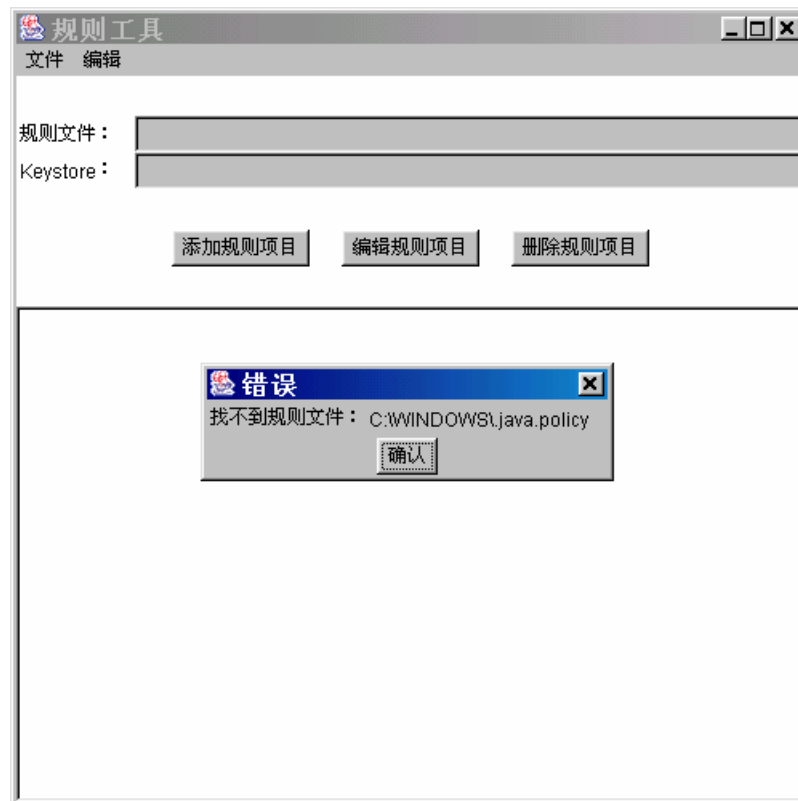 规则工具
文件 编辑
规则文件：
Keystore：
添加规则项目 编辑规则项目 删除规则项目
错误
找不到规则文件： C:\WINDOWS\.java.policy
确认